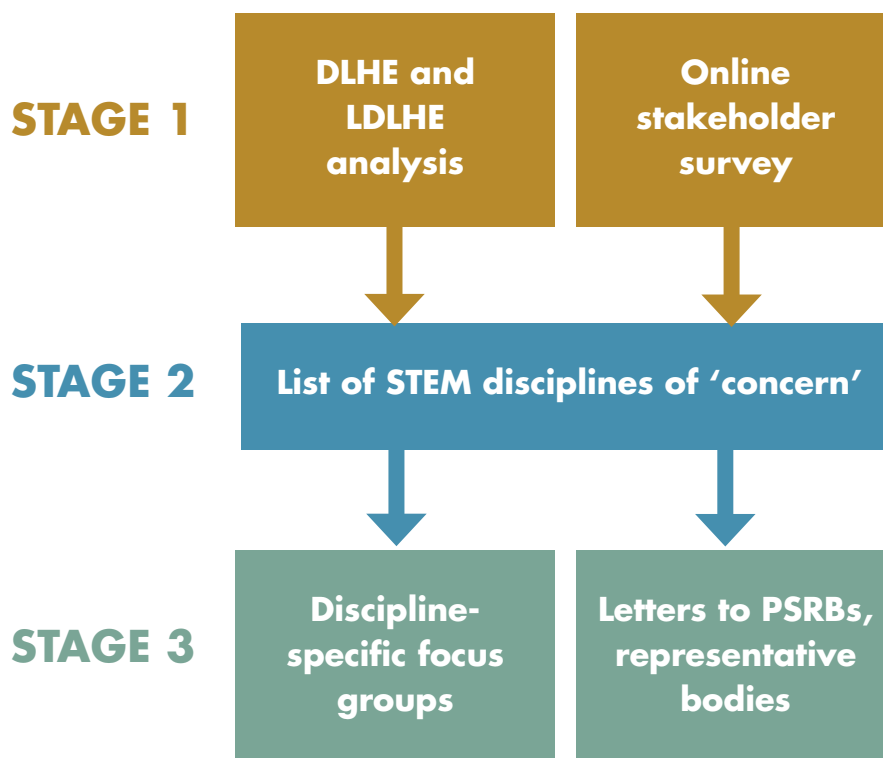 STAGE 1
DLHE and
LDLHE
analysis
Online
stakeholder
survey
STAGE 2
List of STEM disciplines of ‘concern’
STAGE 3
Discipline-
specific focus
groups
Letters to PSRBs,
representative
bodies